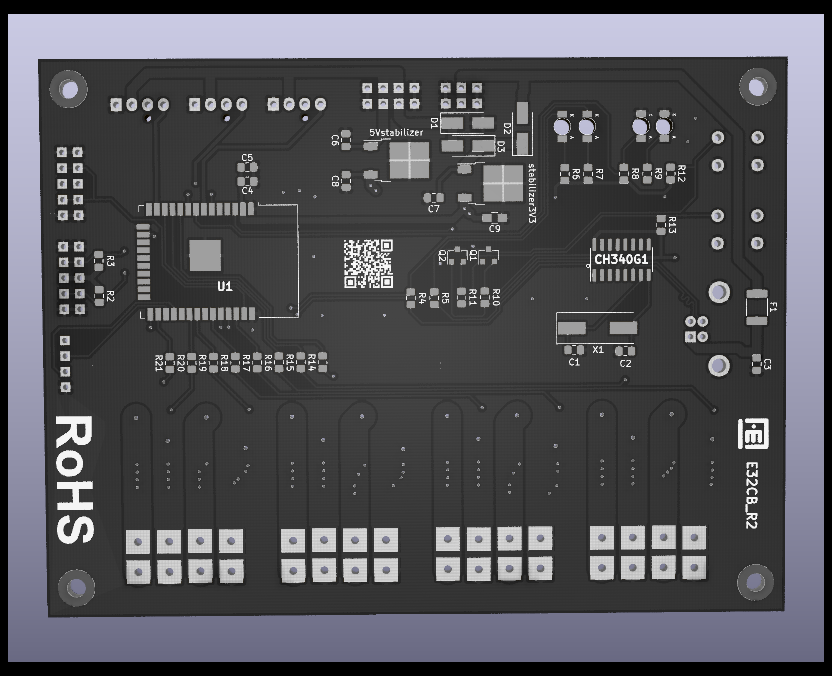 5Vstabilizer
D1
D2
D3
C6
C8
C5
C4
C7
C9
stabilizer3V3
R6
R7
R8
R9
R12
R13
R3
R2
U1
Q2
Q1
CH340G1
R4
R5
R11
R10
F1
X1
C1
C2
C3
R21
R20
R19
R18
R17
R16
R15
R14
RoHS
E32CB_R2